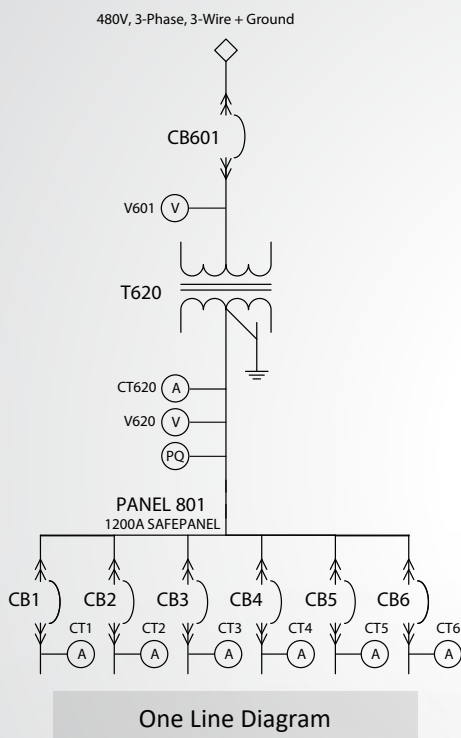 480V, 3-Phase, 3-Wire + Ground
CB601
V601 V
T620
CT620 A
V620 V
PQ
PANEL 801
1200A SAFEPANEL
CB1 CB2 CB3 CB4 CB5 CB6
CT1 CT2 CT3 CT4 CT5 CT6
A A A A A A
One Line Diagram